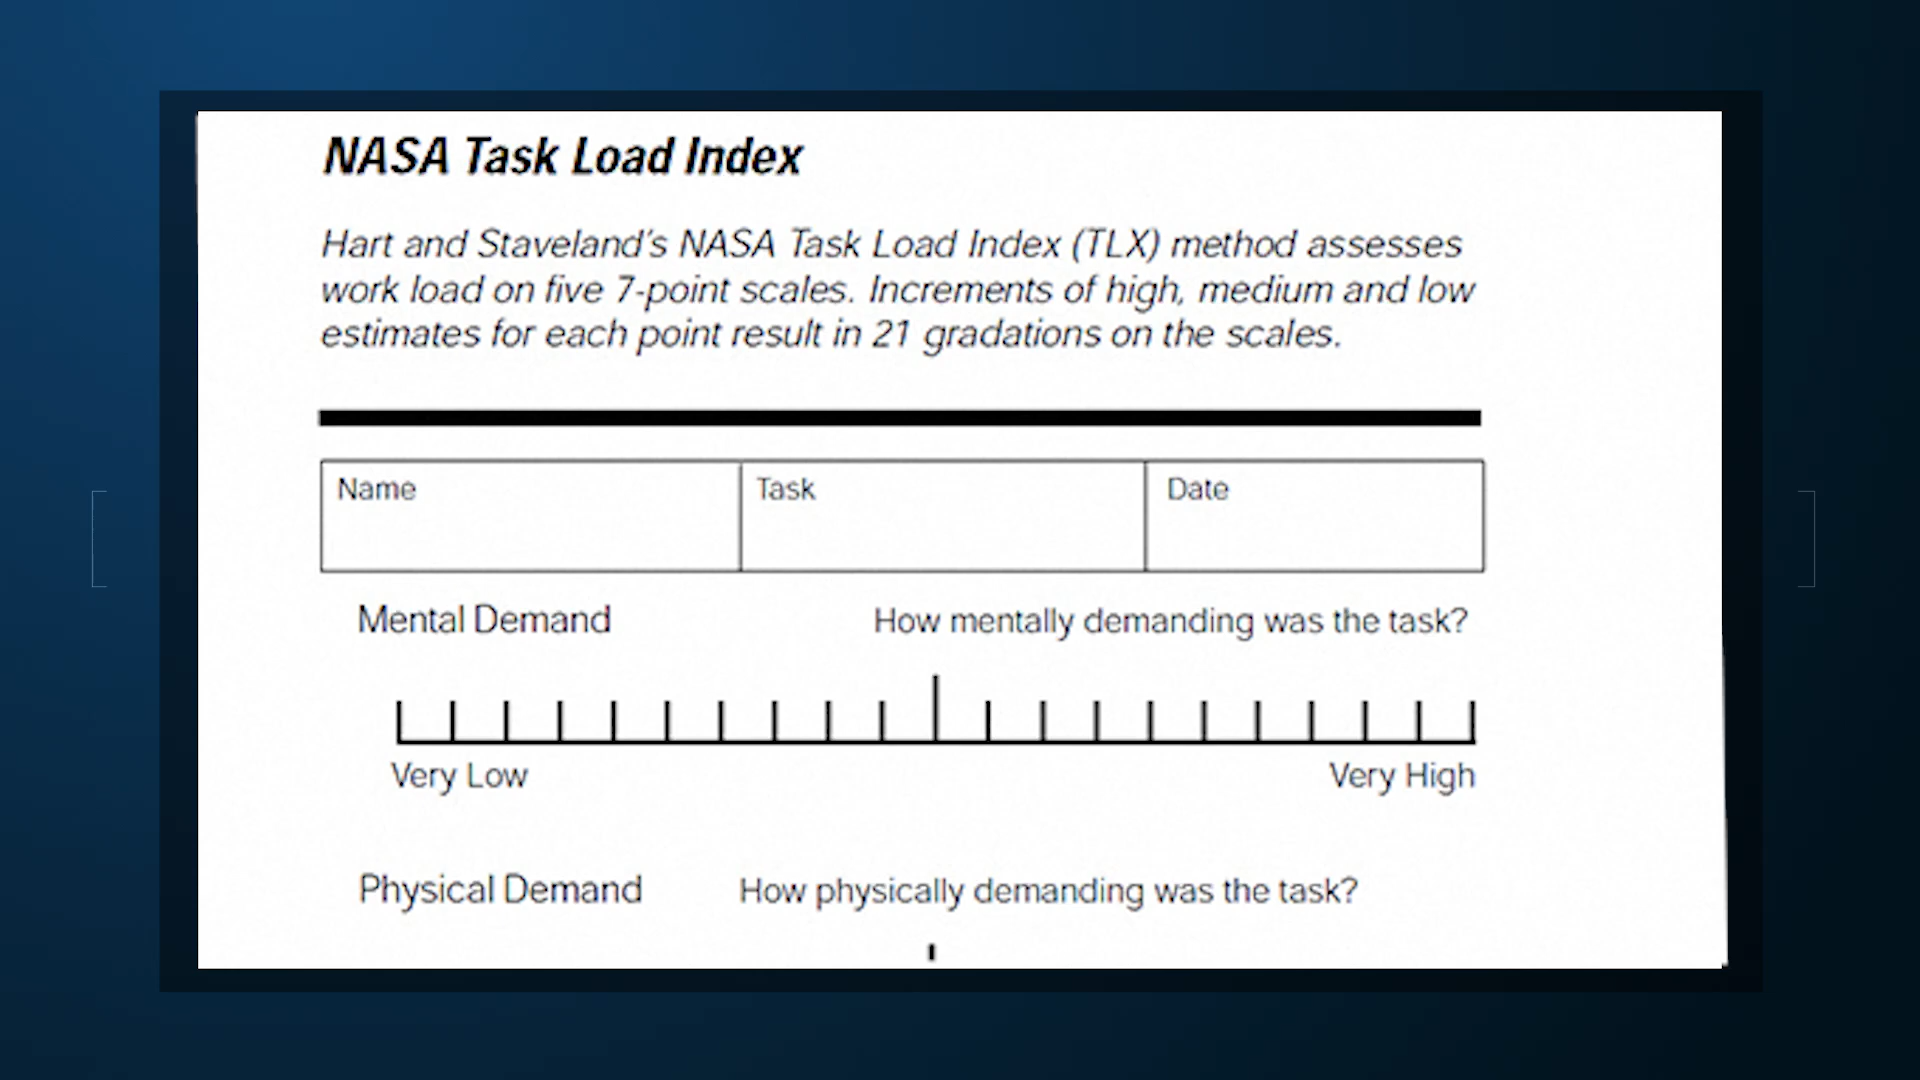 NASA Task Load Index
Hart and Staveland's NASA Task Load Index (TLX) method assesses
work load on five 7-point scales. Increments of high, medium and low
estimates for each point result in 21 gradations on the scales.
Name Task Date
Mental Demand How mentally demanding was the task?
Very Low Very High
Physical Demand How physically demanding was the task?